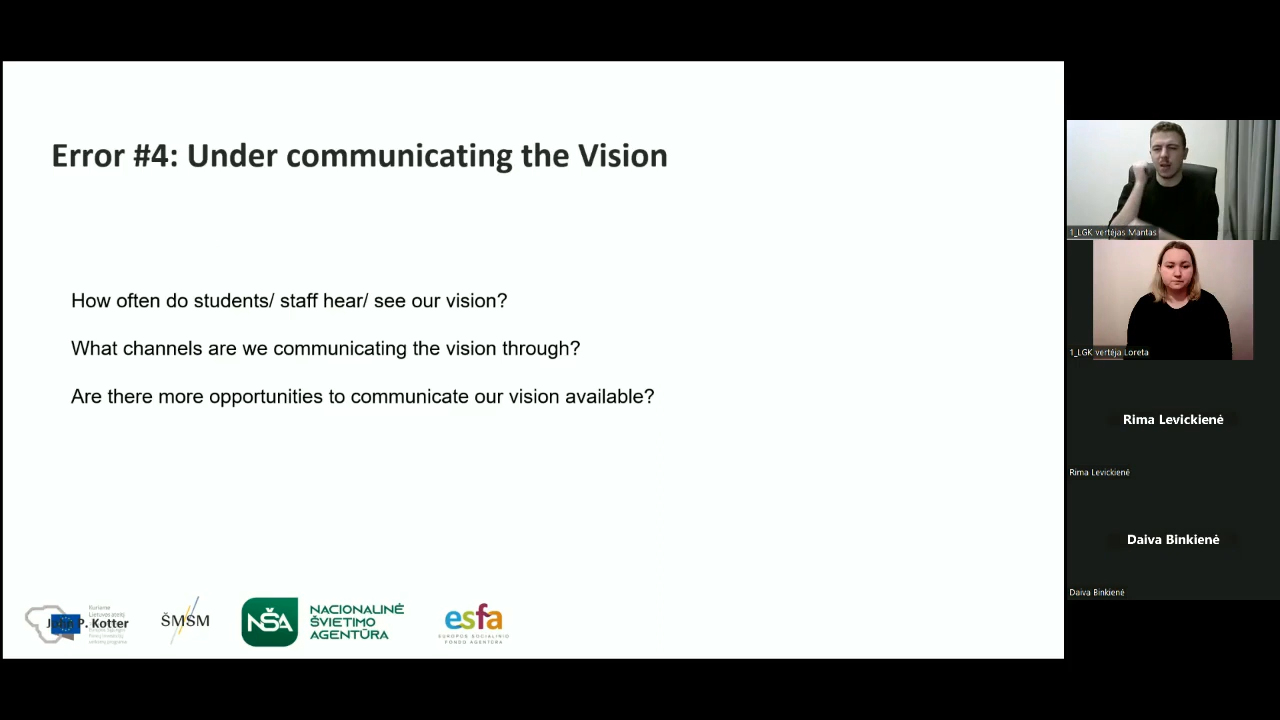 Error #4: Under communicating the Vision
How often do students/ staff hear/ see our vision?
What channels are we communicating the vision through?
Are there more opportunities to communicate our vision available?
Kuriame
Lietuvos ateitį
P. Kotter
ŠMSM
NŠA
NACIONALINĖ
ŠVIETIMO
AGENTŪRA
esfa
EUROPOS SOCIALINIO
FONDO AGENTŪRA
1_LGK vertėjas Mantas
1_LGK vertėja Loreta
Rima Levickienė
Rima Levickienė
Daiva Binkienė
Daiva Binkienė